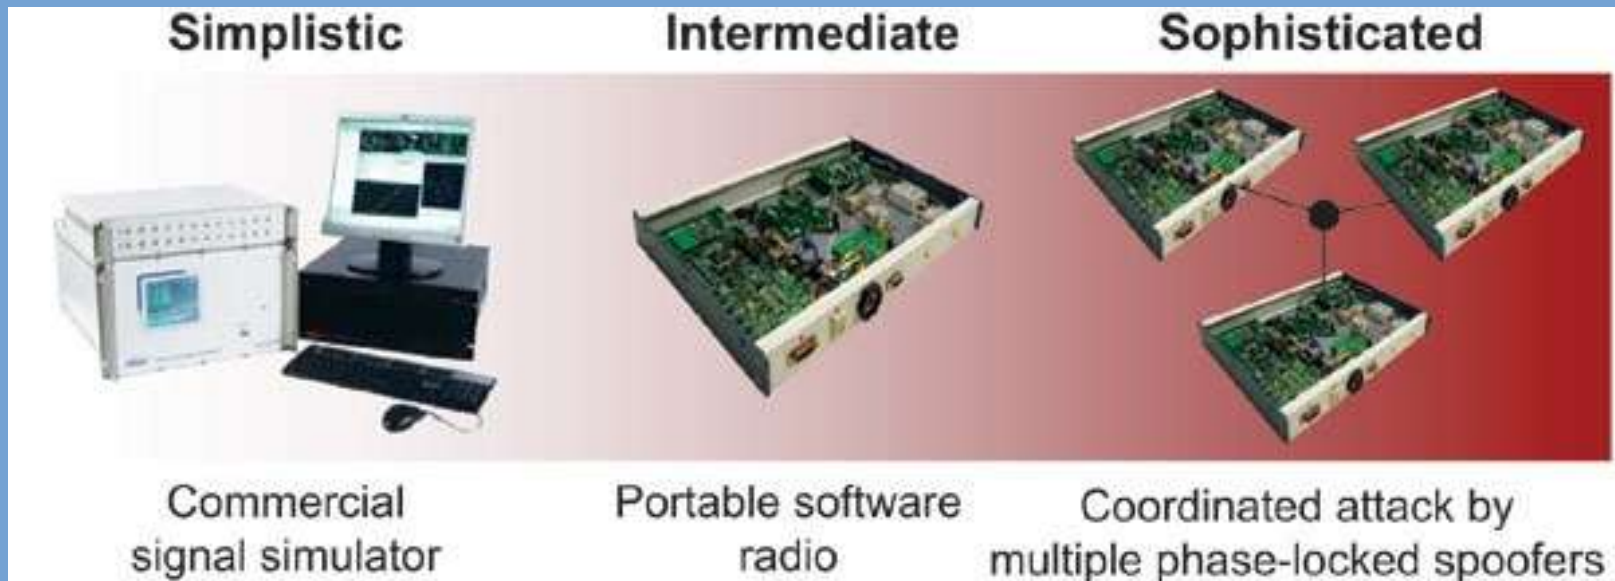 Simplistic
Intermediate
Sophisticated
Commercial
signal simulator
Portable software
radio
Coordinated attack by
multiple phase-locked spoofers